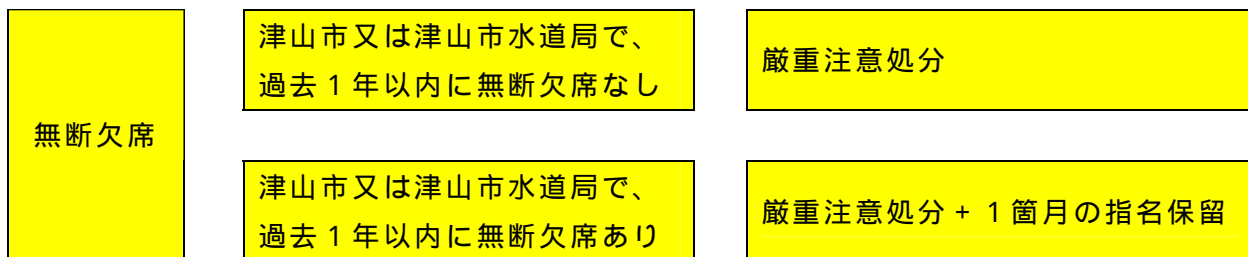 無断欠席
津山市又は津山市水道局で、
過去1年以内に無断欠席なし
厳重注意処分
津山市又は津山市水道局で、
過去1年以内に無断欠席あり
厳重注意処分+1箇月の指名保留